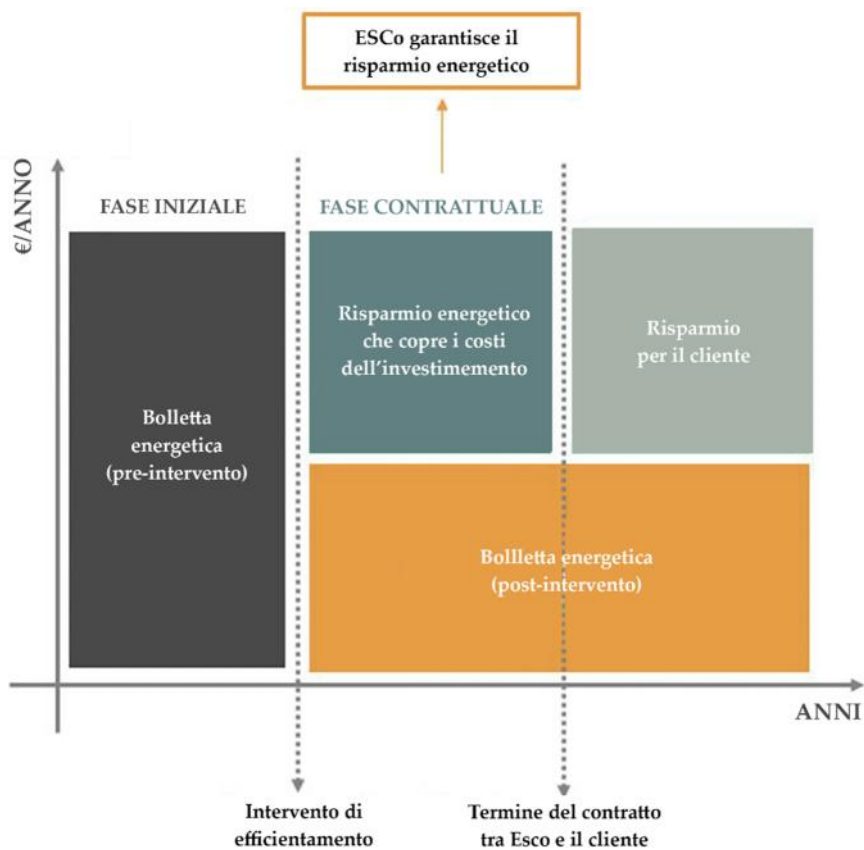 ESCo garantisce il
risparmio energetico
€/ANNO
FASE INIZIALE
FASE CONTRATTUALE
Risparmio energetico
che copre i costi
dell'investimemento
Risparmio
per il cliente
Bolletta
energetica
(pre-intervento)
Bollletta energetica
(post-intervento)
ANNI
Intervento di
efficientamento
Termine del contratto
tra Esco e il cliente